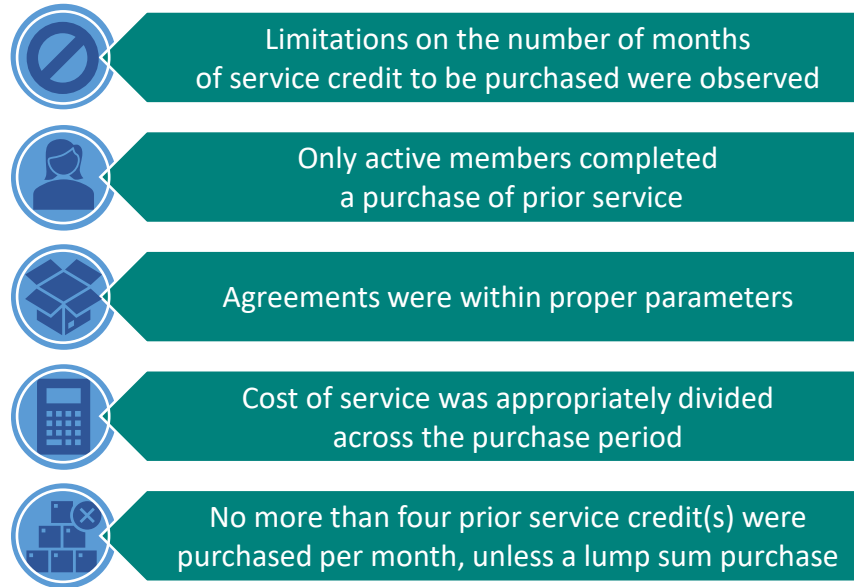 Limitations on the number of months
of service credit to be purchased were observed
Only active members completed
a purchase of prior service
Agreements were within proper parameters
Cost of service was appropriately divided
across the purchase period
No more than four prior service credit(s) were
purchased per month, unless a lump sum purchase